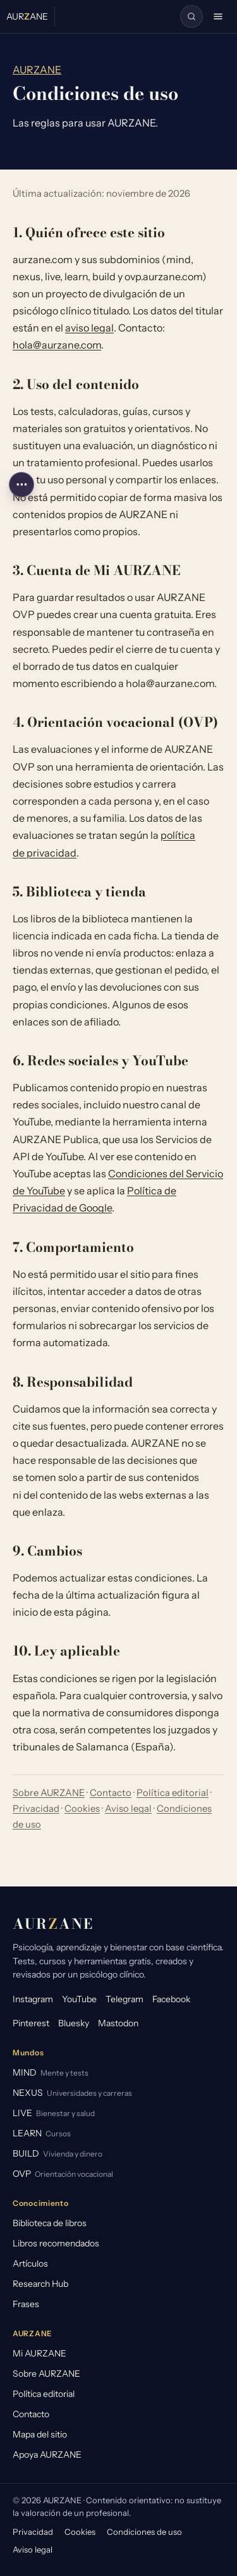 AURZANE
AURZANE
Condiciones de uso
Las reglas para usar AURZANE.
Última actualización: noviembre de 2026
1. Quién ofrece este sitio
aurzane.com y sus subdominios (mind,
nexus, live, learn, build y ovp.aurzane.com)
son un proyecto de divulgación de un
psicólogo clínico titulado. Los datos del titular
están en el aviso legal. Contacto:
hola@aurzane.com.
2. Uso del contenido
Los tests, calculadoras, guías, cursos y
materiales son gratuitos y orientativos. No
sustituyen una evaluación, un diagnóstico ni
un tratamiento profesional. Puedes usarlos
tu uso personal y compartir los enlaces.
No está permitido copiar de forma masiva los
contenidos propios de AURZANE ni
presentarlos como propios.
3. Cuenta de Mi AURZANE
Para guardar resultados o usar AURZANE
OVP puedes crear una cuenta gratuita. Eres
responsable de mantener tu contraseña en
secreto. Puedes pedir el cierre de tu cuenta y
el borrado de tus datos en cualquier
momento escribiendo a hola@aurzane.com.
4. Orientación vocacional (OVP)
Las evaluaciones y el informe de AURZANE
OVP son una herramienta de orientación. Las
decisiones sobre estudios y carrera
corresponden a cada persona y, en el caso
de menores, a su familia. Los datos de las
evaluaciones se tratan según la política
de privacidad.
5. Biblioteca y tienda
Los libros de la biblioteca mantienen la
licencia indicada en cada ficha. La tienda de
libros no vende ni envía productos: enlaza a
tiendas externas, que gestionan el pedido, el
pago, el envío y las devoluciones con sus
propias condiciones. Algunos de esos
enlaces son de afiliado.
6. Redes sociales y YouTube
Publicamos contenido propio en nuestras
redes sociales, incluido nuestro canal de
YouTube, mediante la herramienta interna
AURZANE Publica, que usa los Servicios de
API de YouTube. Al ver ese contenido en
YouTube aceptas las Condiciones del Servicio
de YouTube y se aplica la Política de
Privacidad de Google.
7. Comportamiento
No está permitido usar el sitio para fines
ilícitos, intentar acceder a datos de otras
personas, enviar contenido ofensivo por los
formularios ni sobrecargar los servicios de
forma automatizada.
8. Responsabilidad
Cuidamos que la información sea correcta y
cite sus fuentes, pero puede contener errores
o quedar desactualizada. AURZANE no se
hace responsable de las decisiones que
se tomen solo a partir de sus contenidos
ni del contenido de las webs externas a las
que enlaza.
9. Cambios
Podemos actualizar estas condiciones. La
fecha de la última actualización figura al
inicio de esta página.
10. Ley aplicable
Estas condiciones se rigen por la legislación
española. Para cualquier controversia, y salvo
que la normativa de consumidores disponga
otra cosa, serán competentes los juzgados y
tribunales de Salamanca (España).
Sobre AURZANE · Contacto · Política editorial ·
Privacidad · Cookies · Aviso legal · Condiciones
de uso
AURZANE
Psicología, aprendizaje y bienestar con base científica.
Tests, cursos y herramientas gratis, creados y
revisados por un psicólogo clínico.
Instagram YouTube Telegram Facebook
Pinterest Bluesky Mastodon
Mundos
MIND Mente y tests
NEXUS Universidades y carreras
LIVE Bienestar y salud
LEARN Cursos
BUILD Vivienda y dinero
OVP Orientación vocacional
Conocimiento
Biblioteca de libros
Libros recomendados
Artículos
Research Hub
Frases
AURZANE
Mi AURZANE
Sobre AURZANE
Política editorial
Contacto
Mapa del sitio
Apoya AURZANE
© 2026 AURZANE · Contenido orientativo: no sustituye
la valoración de un profesional.
Privacidad Cookies Condiciones de uso
Aviso legal